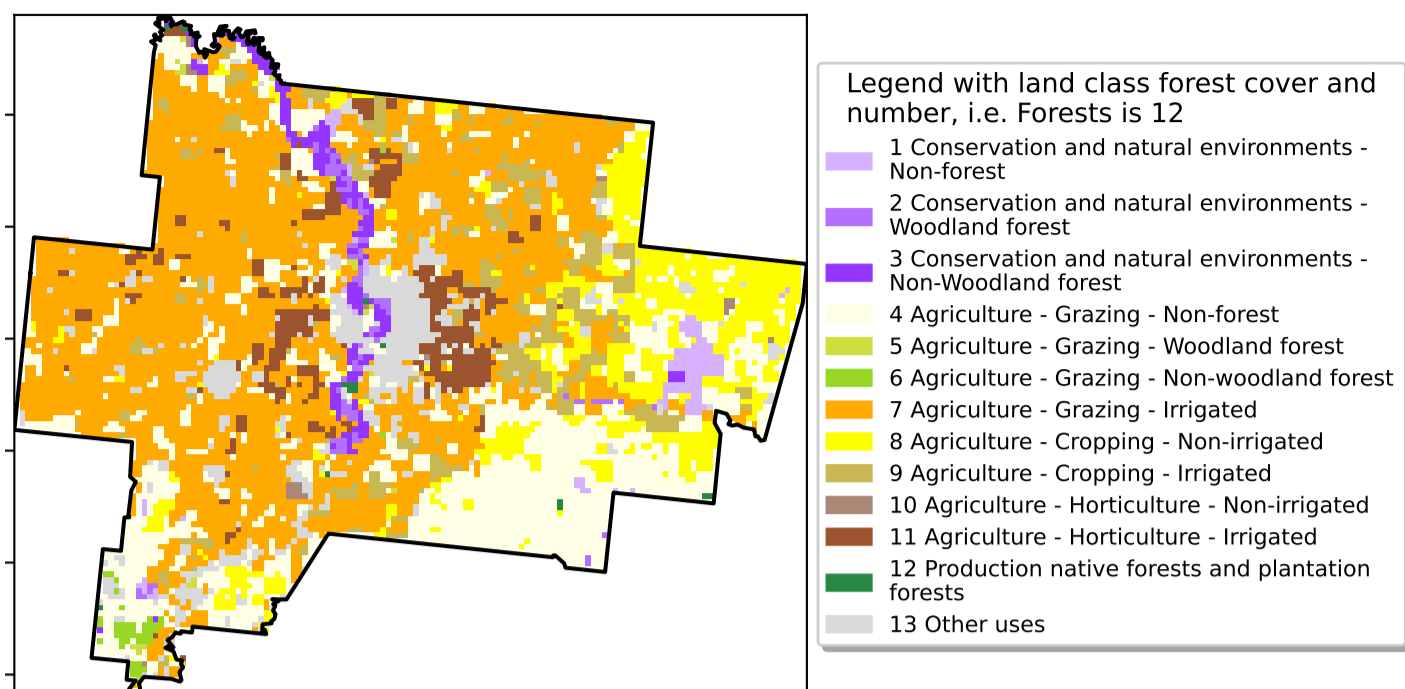 Legend with land class forest cover and
number, i.e. Forests is 12
1 Conservation and natural environments -
Non-forest
2 Conservation and natural environments -
Woodland forest
3 Conservation and natural environments -
Non-Woodland forest
4 Agriculture - Grazing - Non-forest
5 Agriculture - Grazing - Woodland forest
6 Agriculture - Grazing - Non-woodland forest
7 Agriculture - Grazing - Irrigated
8 Agriculture - Cropping - Non-irrigated
9 Agriculture - Cropping - Irrigated
10 Agriculture - Horticulture - Non-irrigated
11 Agriculture - Horticulture - Irrigated
12 Production native forests and plantation
forests
13 Other uses